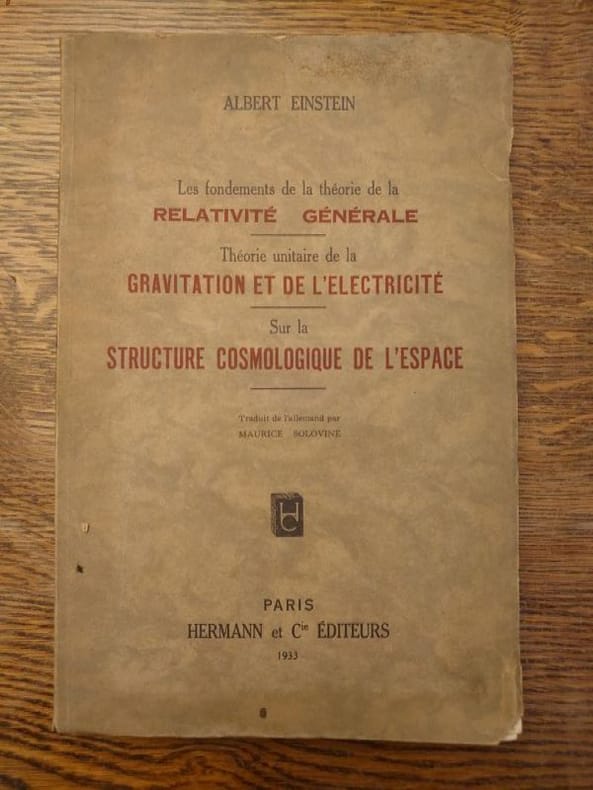 ALBERT EINSTEIN
Les fondements de la théorie de la
RELATIVITÉ GÉNÉRALE
Théorie unitaire de la
GRAVITATION ET DE L'ELECTRICITÉ
Sur la
STRUCTURE COSMOLOGIQUE DE L'ESPACE
Traduit de l'allemand par
MAURICE SOLOVINE
HC
PARIS
HERMANN et Cie ÉDITEURS
1933
6